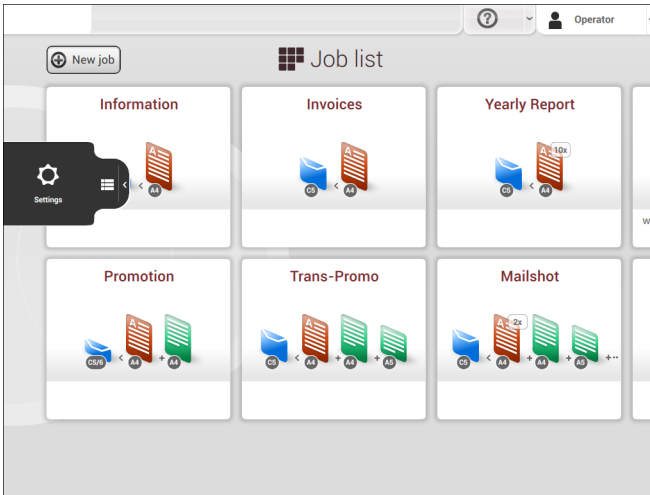 ?
Operator
New job
Job list
Information
Invoices
Yearly Report
A
A4
C5
A
A4
C5
A
10x
A4
Settings
W
Promotion
Trans-Promo
Mailshot
C5/6
A
A4
A4
C5
A
A4
A4
A5
C5
A
2x
A4
A4
A5